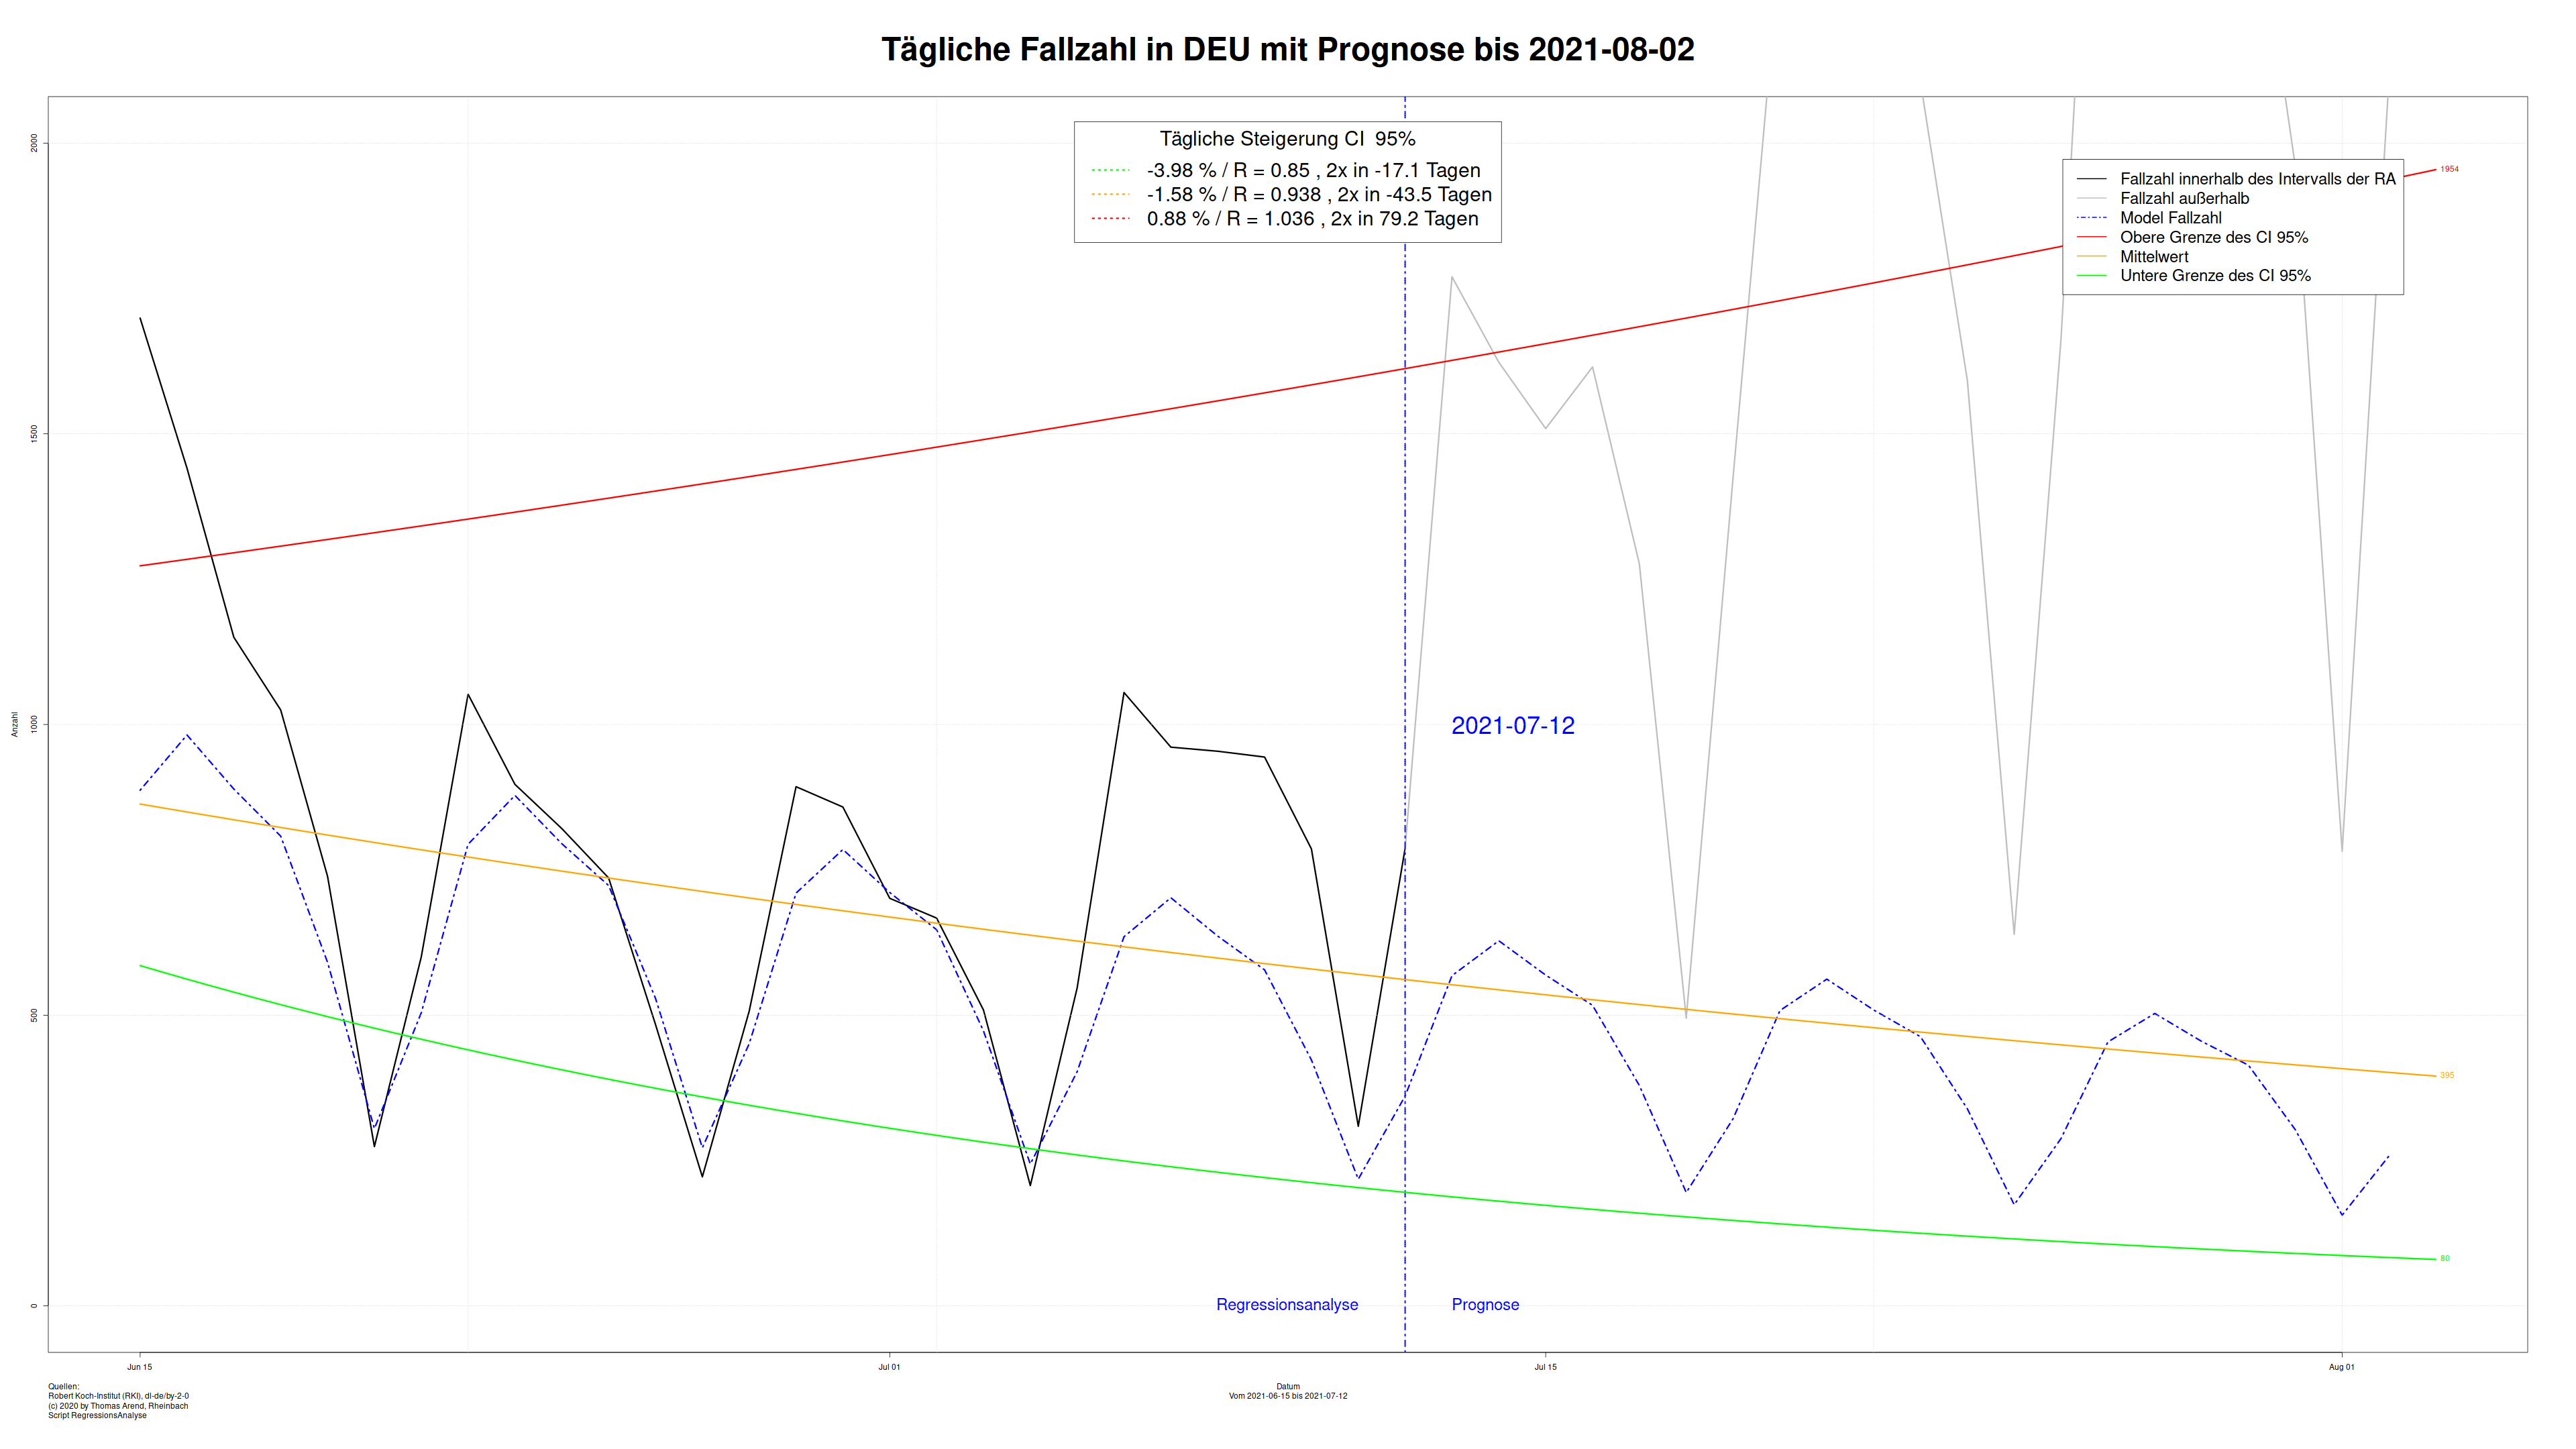 Tägliche Fallzahl in DEU mit Prognose bis 2021-08-02
Tägliche Steigerung CI  95%
-3.98 % / R = 0.85 , 2x in -17.1 Tagen
-1.58 % / R = 0.938 , 2x in -43.5 Tagen
0.88 % / R = 1.036 , 2x in 79.2 Tagen
Fallzahl innerhalb des Intervalls der RA
Fallzahl außerhalb
Model Fallzahl
Obere Grenze des CI 95%
Mittelwert
Untere Grenze des CI 95%
1954
395
80
2021-07-12
Regressionsanalyse
Prognose
Anzahl
2000
1500
1000
500
0
Jun 15
Jul 01
Jul 15
Aug 01
Datum
Vom 2021-06-15 bis 2021-07-12
Quellen:
Robert Koch-Institut (RKI), dl-de/by-2-0
(c) 2020 by Thomas Arend, Rheinbach
Script RegressionsAnalyse